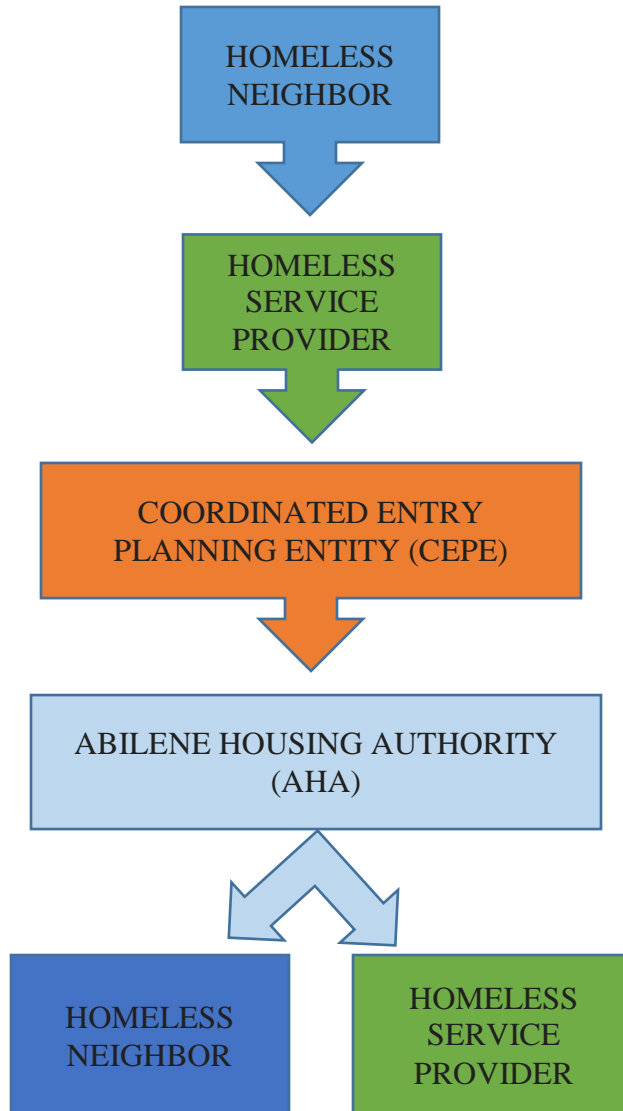 HOMELESS
NEIGHBOR
HOMELESS
SERVICE
PROVIDER
COORDINATED ENTRY
PLANNING ENTITY (CEPE)
ABILENE HOUSING AUTHORITY
(AHA)
HOMELESS
NEIGHBOR
HOMELESS
SERVICE
PROVIDER